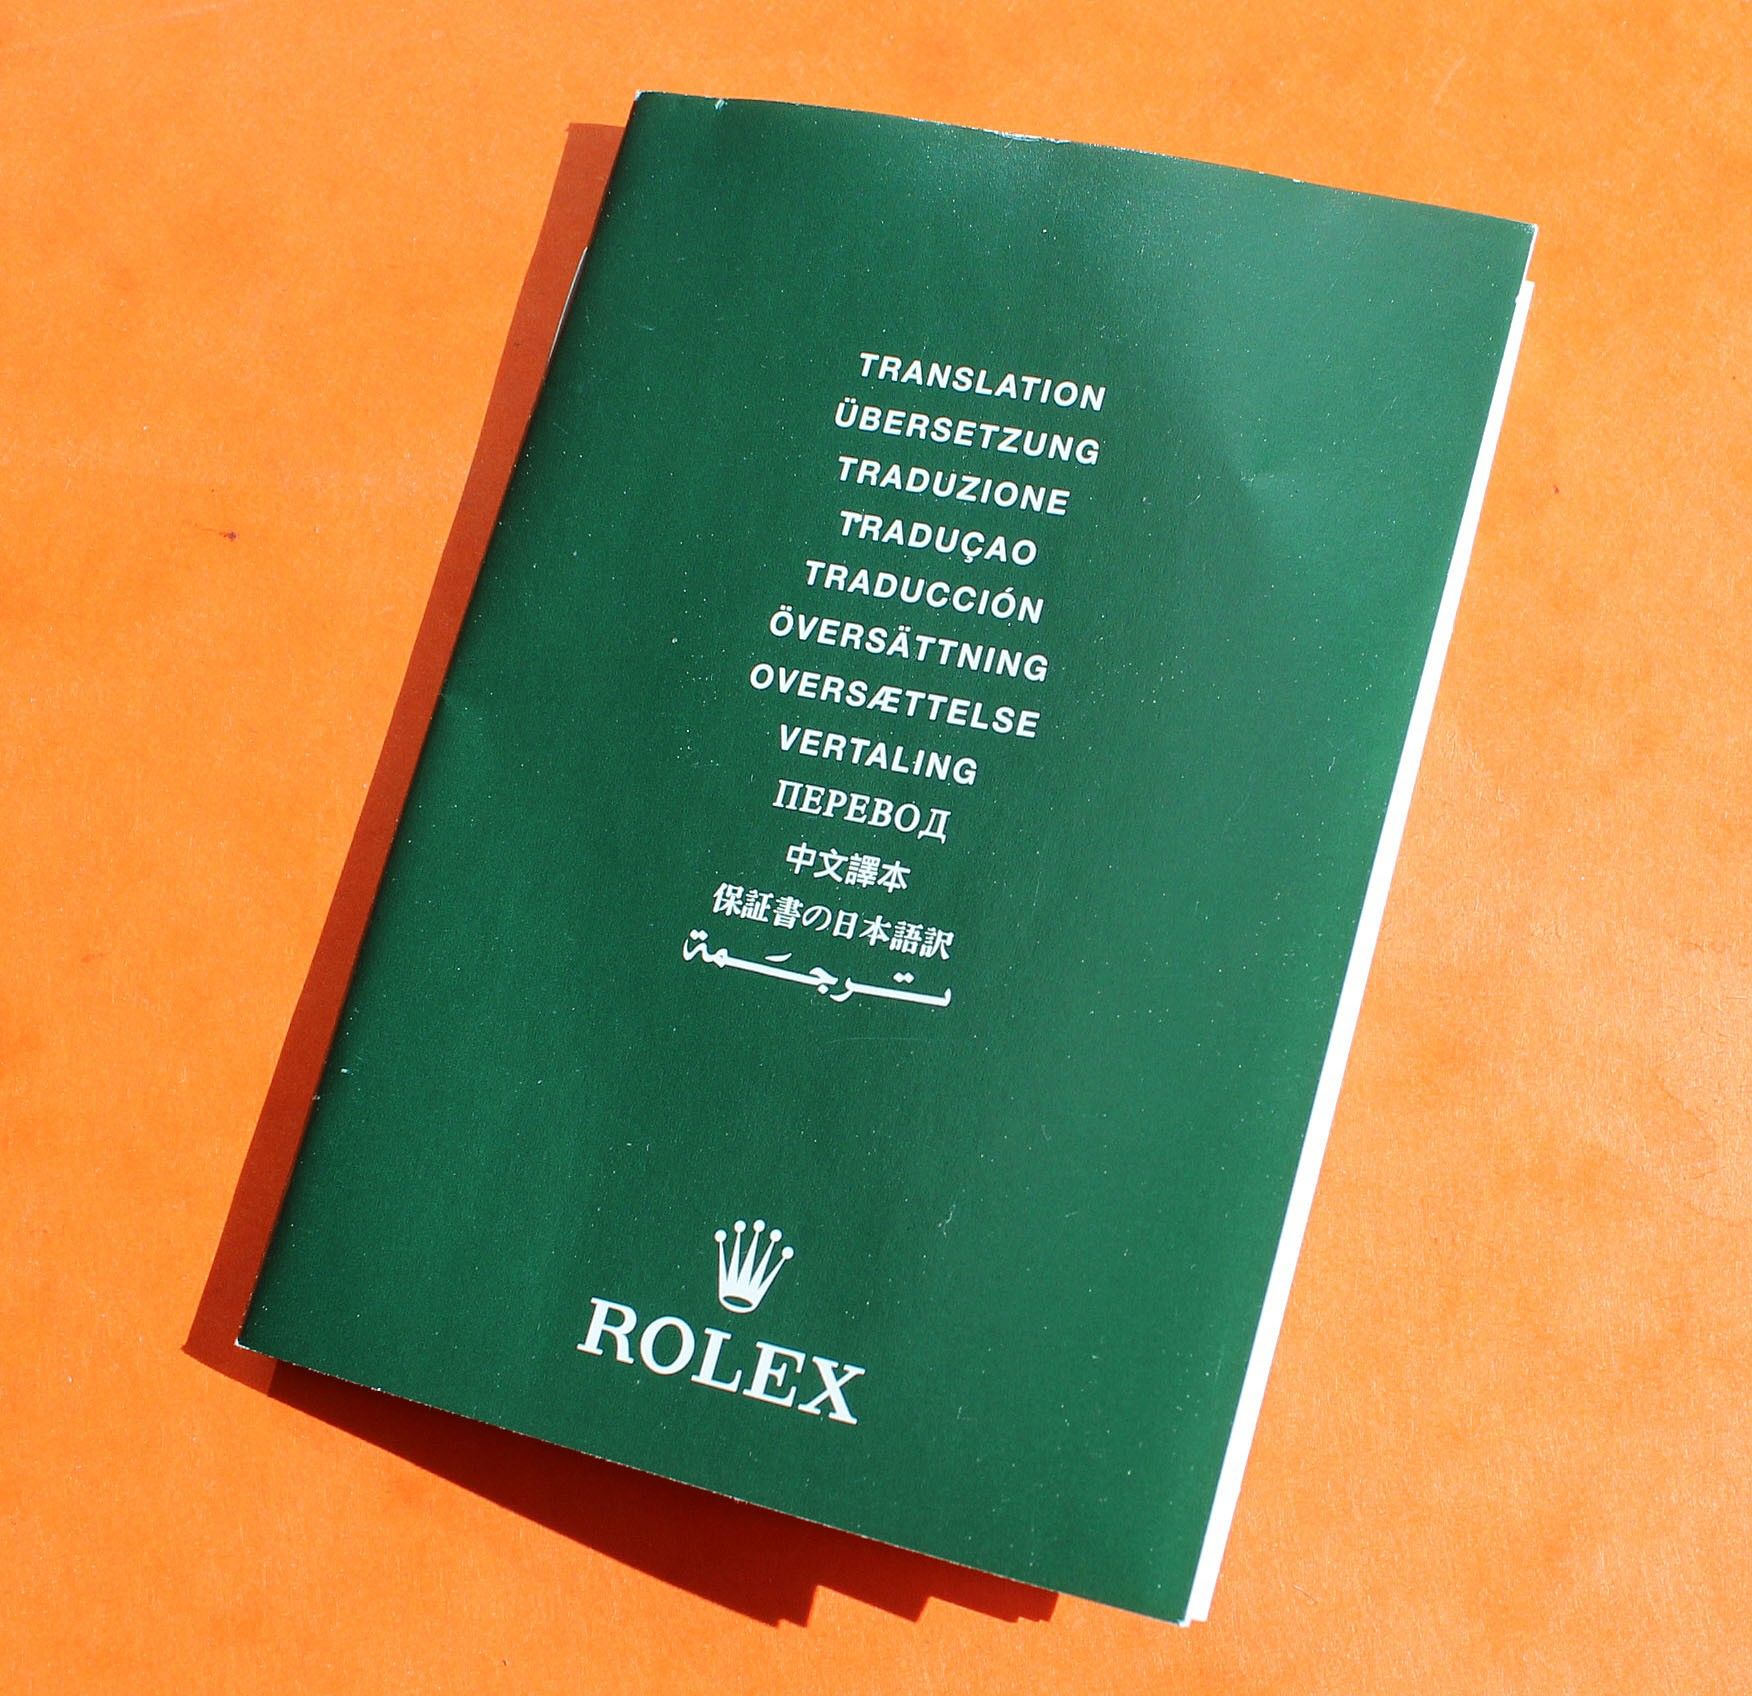 TRANSLATION
ÜBERSETZUNG
TRADUZIONE
TRADUÇAO
TRADUCCIÓN
ÖVERSÄTTNING
OVERSÆTTELSE
VERTALING
ПЕРЕВОД
中文譯本
保証書の日本語訳
ترجمة
ROLEX